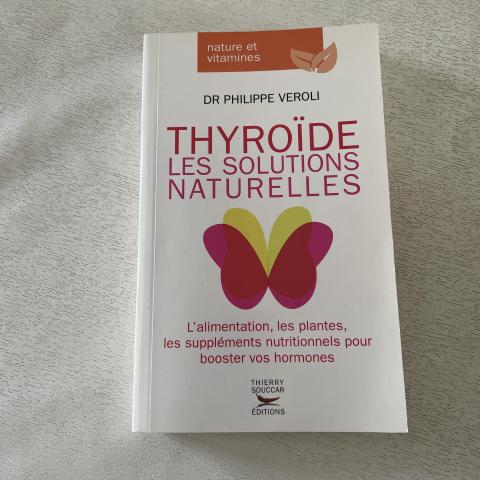 nature et
vitamines
DR PHILIPPE VEROLI
THYROÏDE
LES SOLUTIONS
NATURELLES
L'alimentation, les plantes,
les suppléments nutritionnels pour
booster vos hormones
THIERRY
SOUCCAR
ÉDITIONS